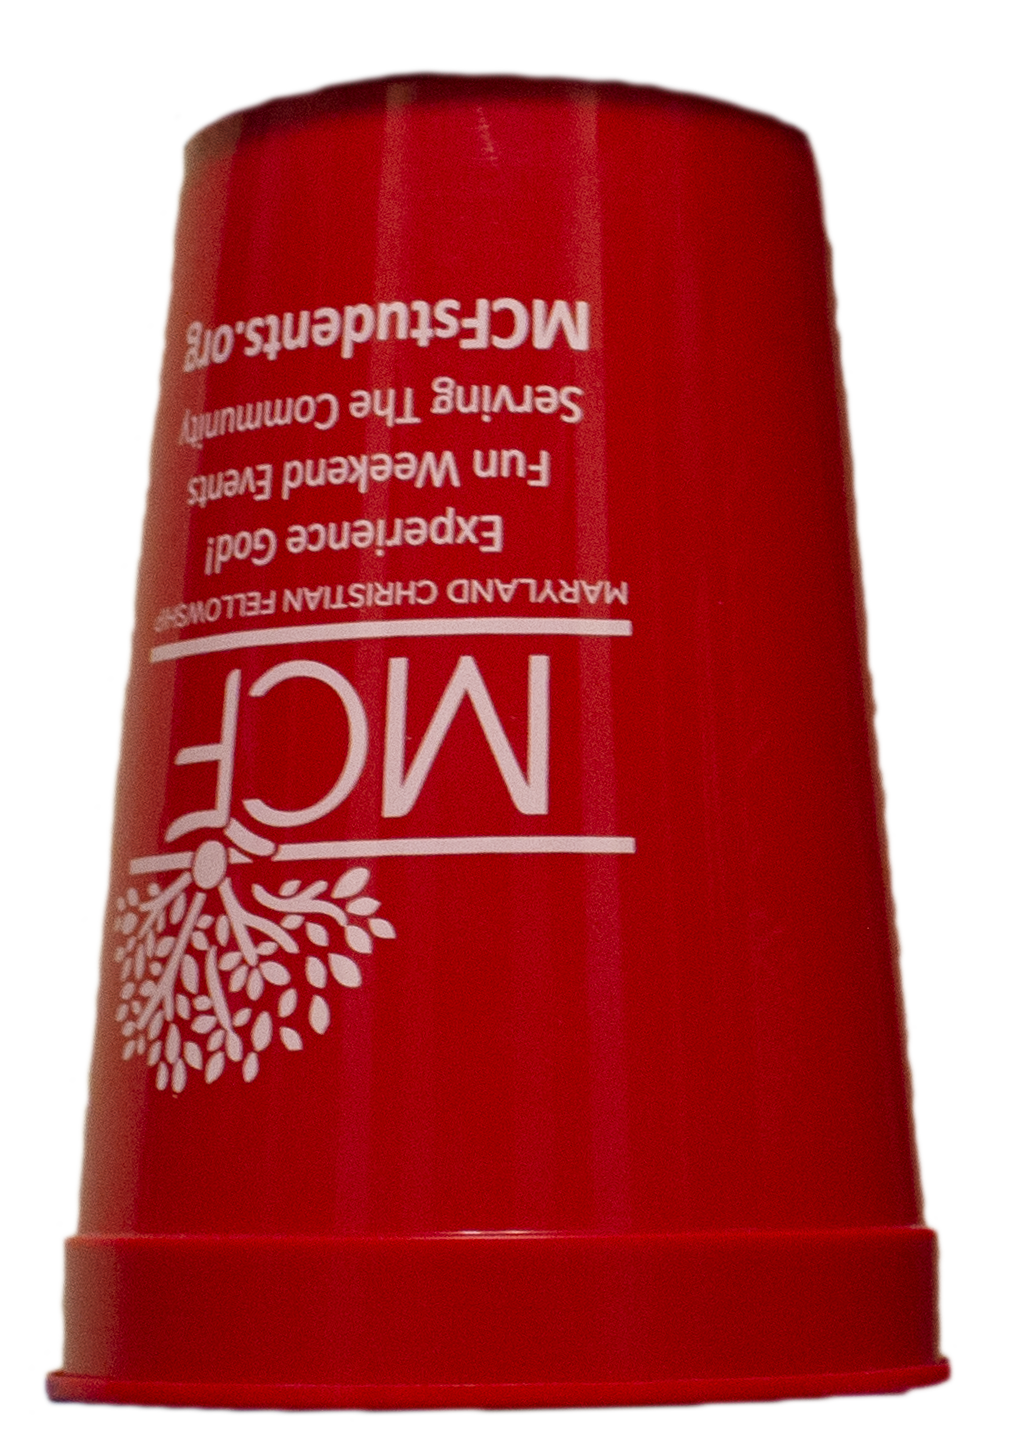 MCF
MARYLAND CHRISTIAN FELLOWSHIP
Experience God!
Fun Weekend Events
Serving The Community
MCFstudents.org